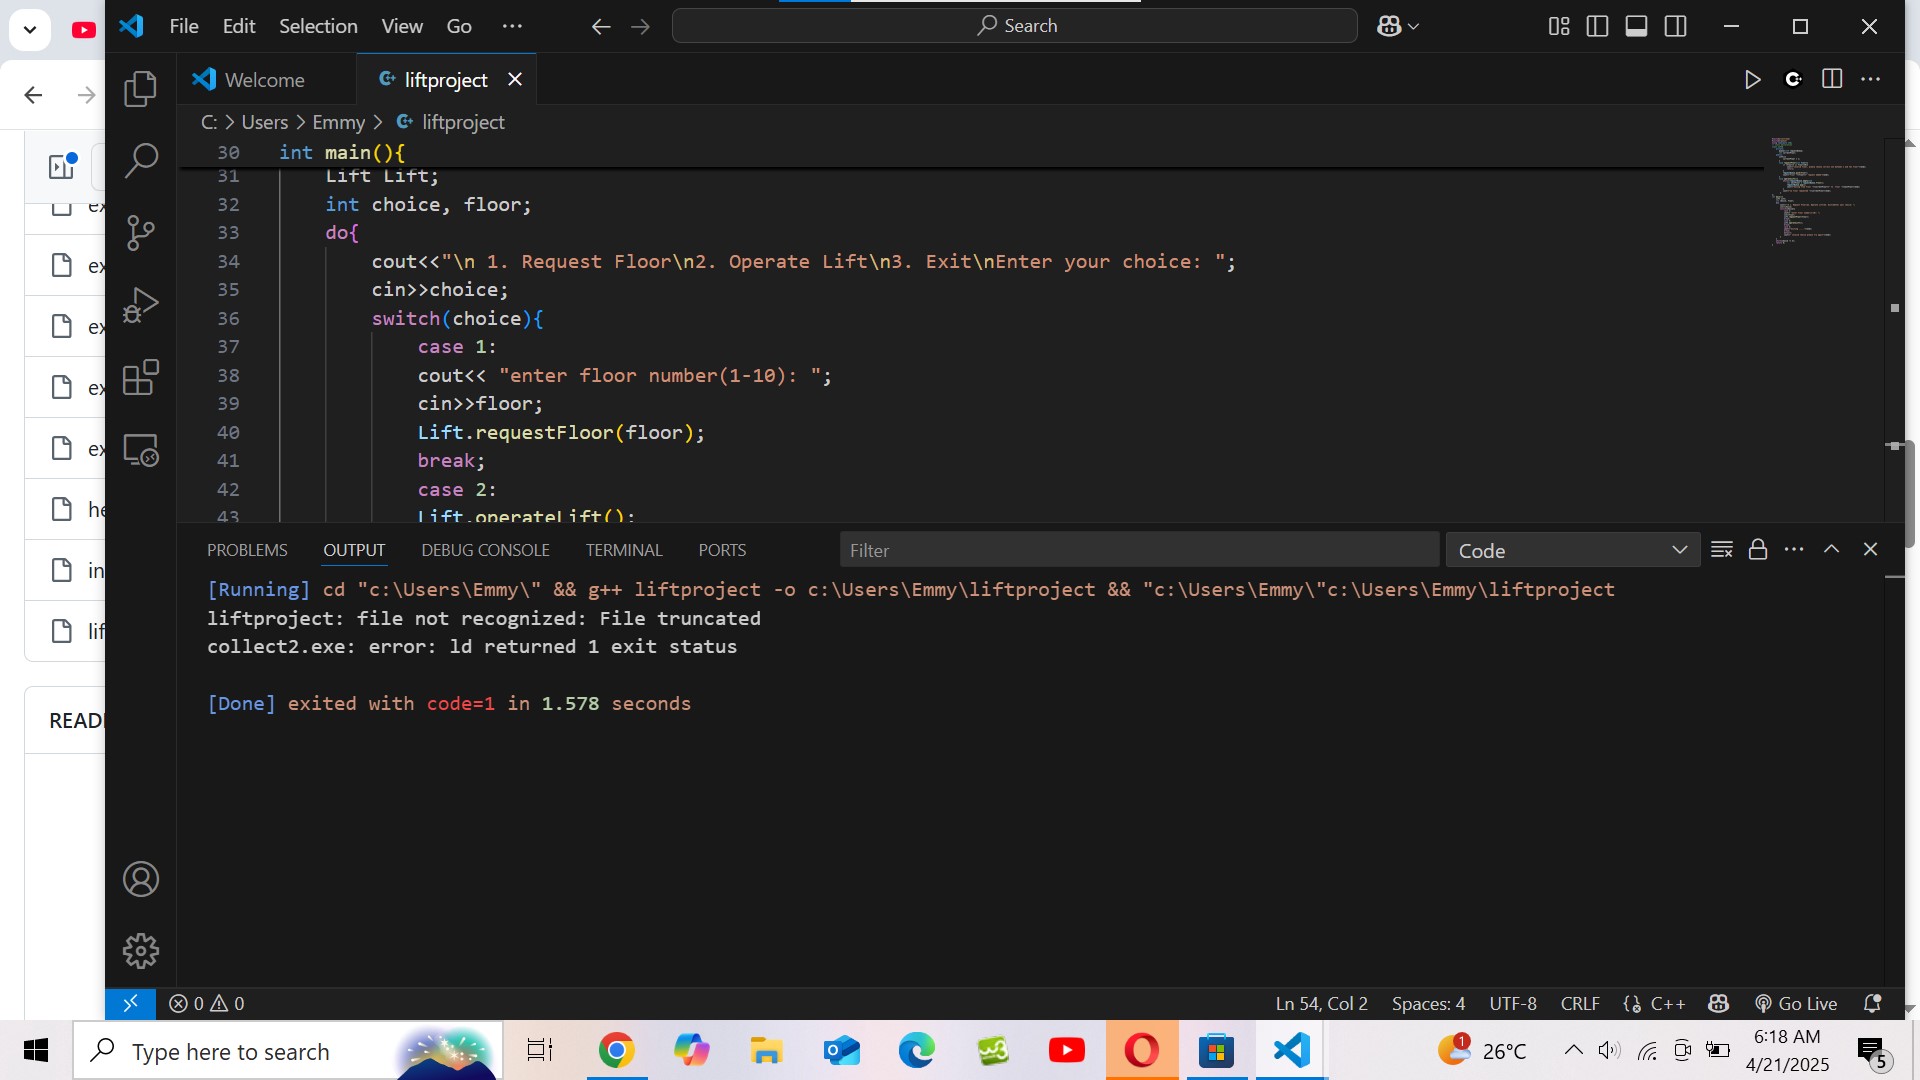 File Edit Selection View Go ··· Search
Welcome liftproject
C: > Users > Emmy > liftproject
30 int main(){
31 Lift Lift;
32 int choice, floor;
33 do{
34 cout<<"\n 1. Request Floor\n2. Operate Lift\n3. Exit\nEnter your choice: ";
35 cin>>choice;
36 switch(choice){
37 case 1:
38 cout<< "enter floor number(1-10): ";
39 cin>>floor;
40 Lift.requestFloor(floor);
41 break;
42 case 2:
43 Lift.operateLift();
ex
ex
ex
ex
ex
he
in
lif
READ
PROBLEMS OUTPUT DEBUG CONSOLE TERMINAL PORTS Filter Code
[Running] cd "c:\Users\Emmy\" && g++ liftproject -o c:\Users\Emmy\liftproject && "c:\Users\Emmy\"c:\Users\Emmy\liftproject
liftproject: file not recognized: File truncated
collect2.exe: error: ld returned 1 exit status
[Done] exited with code=1 in 1.578 seconds
0 0 Ln 54, Col 2 Spaces: 4 UTF-8 CRLF {} C++ Go Live
Type here to search w3 1 26°C 6:18 AM
4/21/2025 5